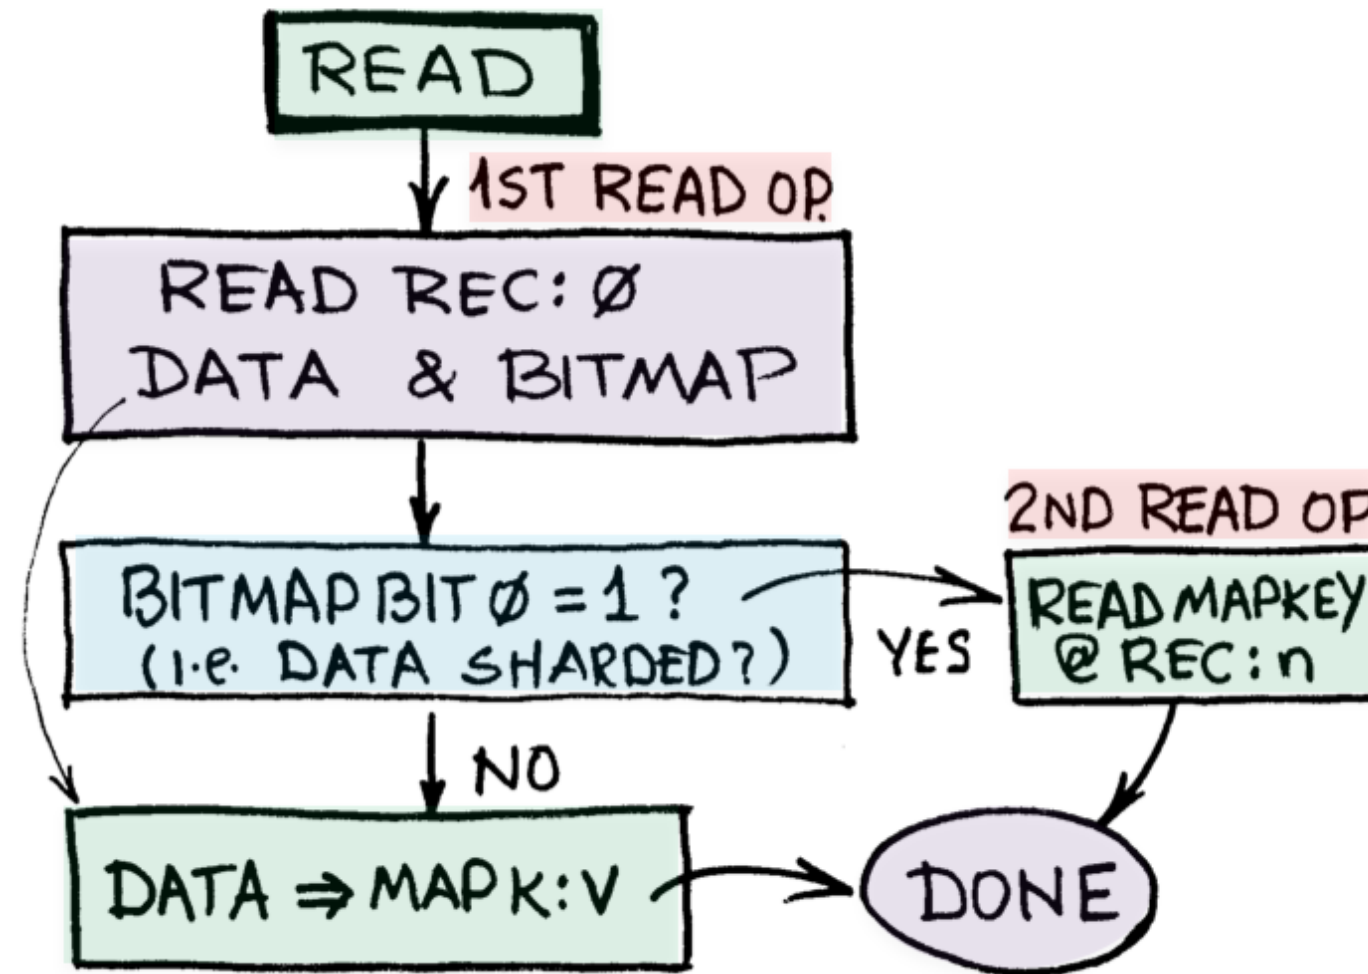 READ
1ST READ OP.
READ REC: Ø
DATA & BITMAP
2ND READ OP
BITMAP BIT Ø = 1 ?
(i.e. DATA SHARDED?)
YES
READ MAPKEY
@ REC: n
NO
DATA ⇒ MAP K:V
DONE